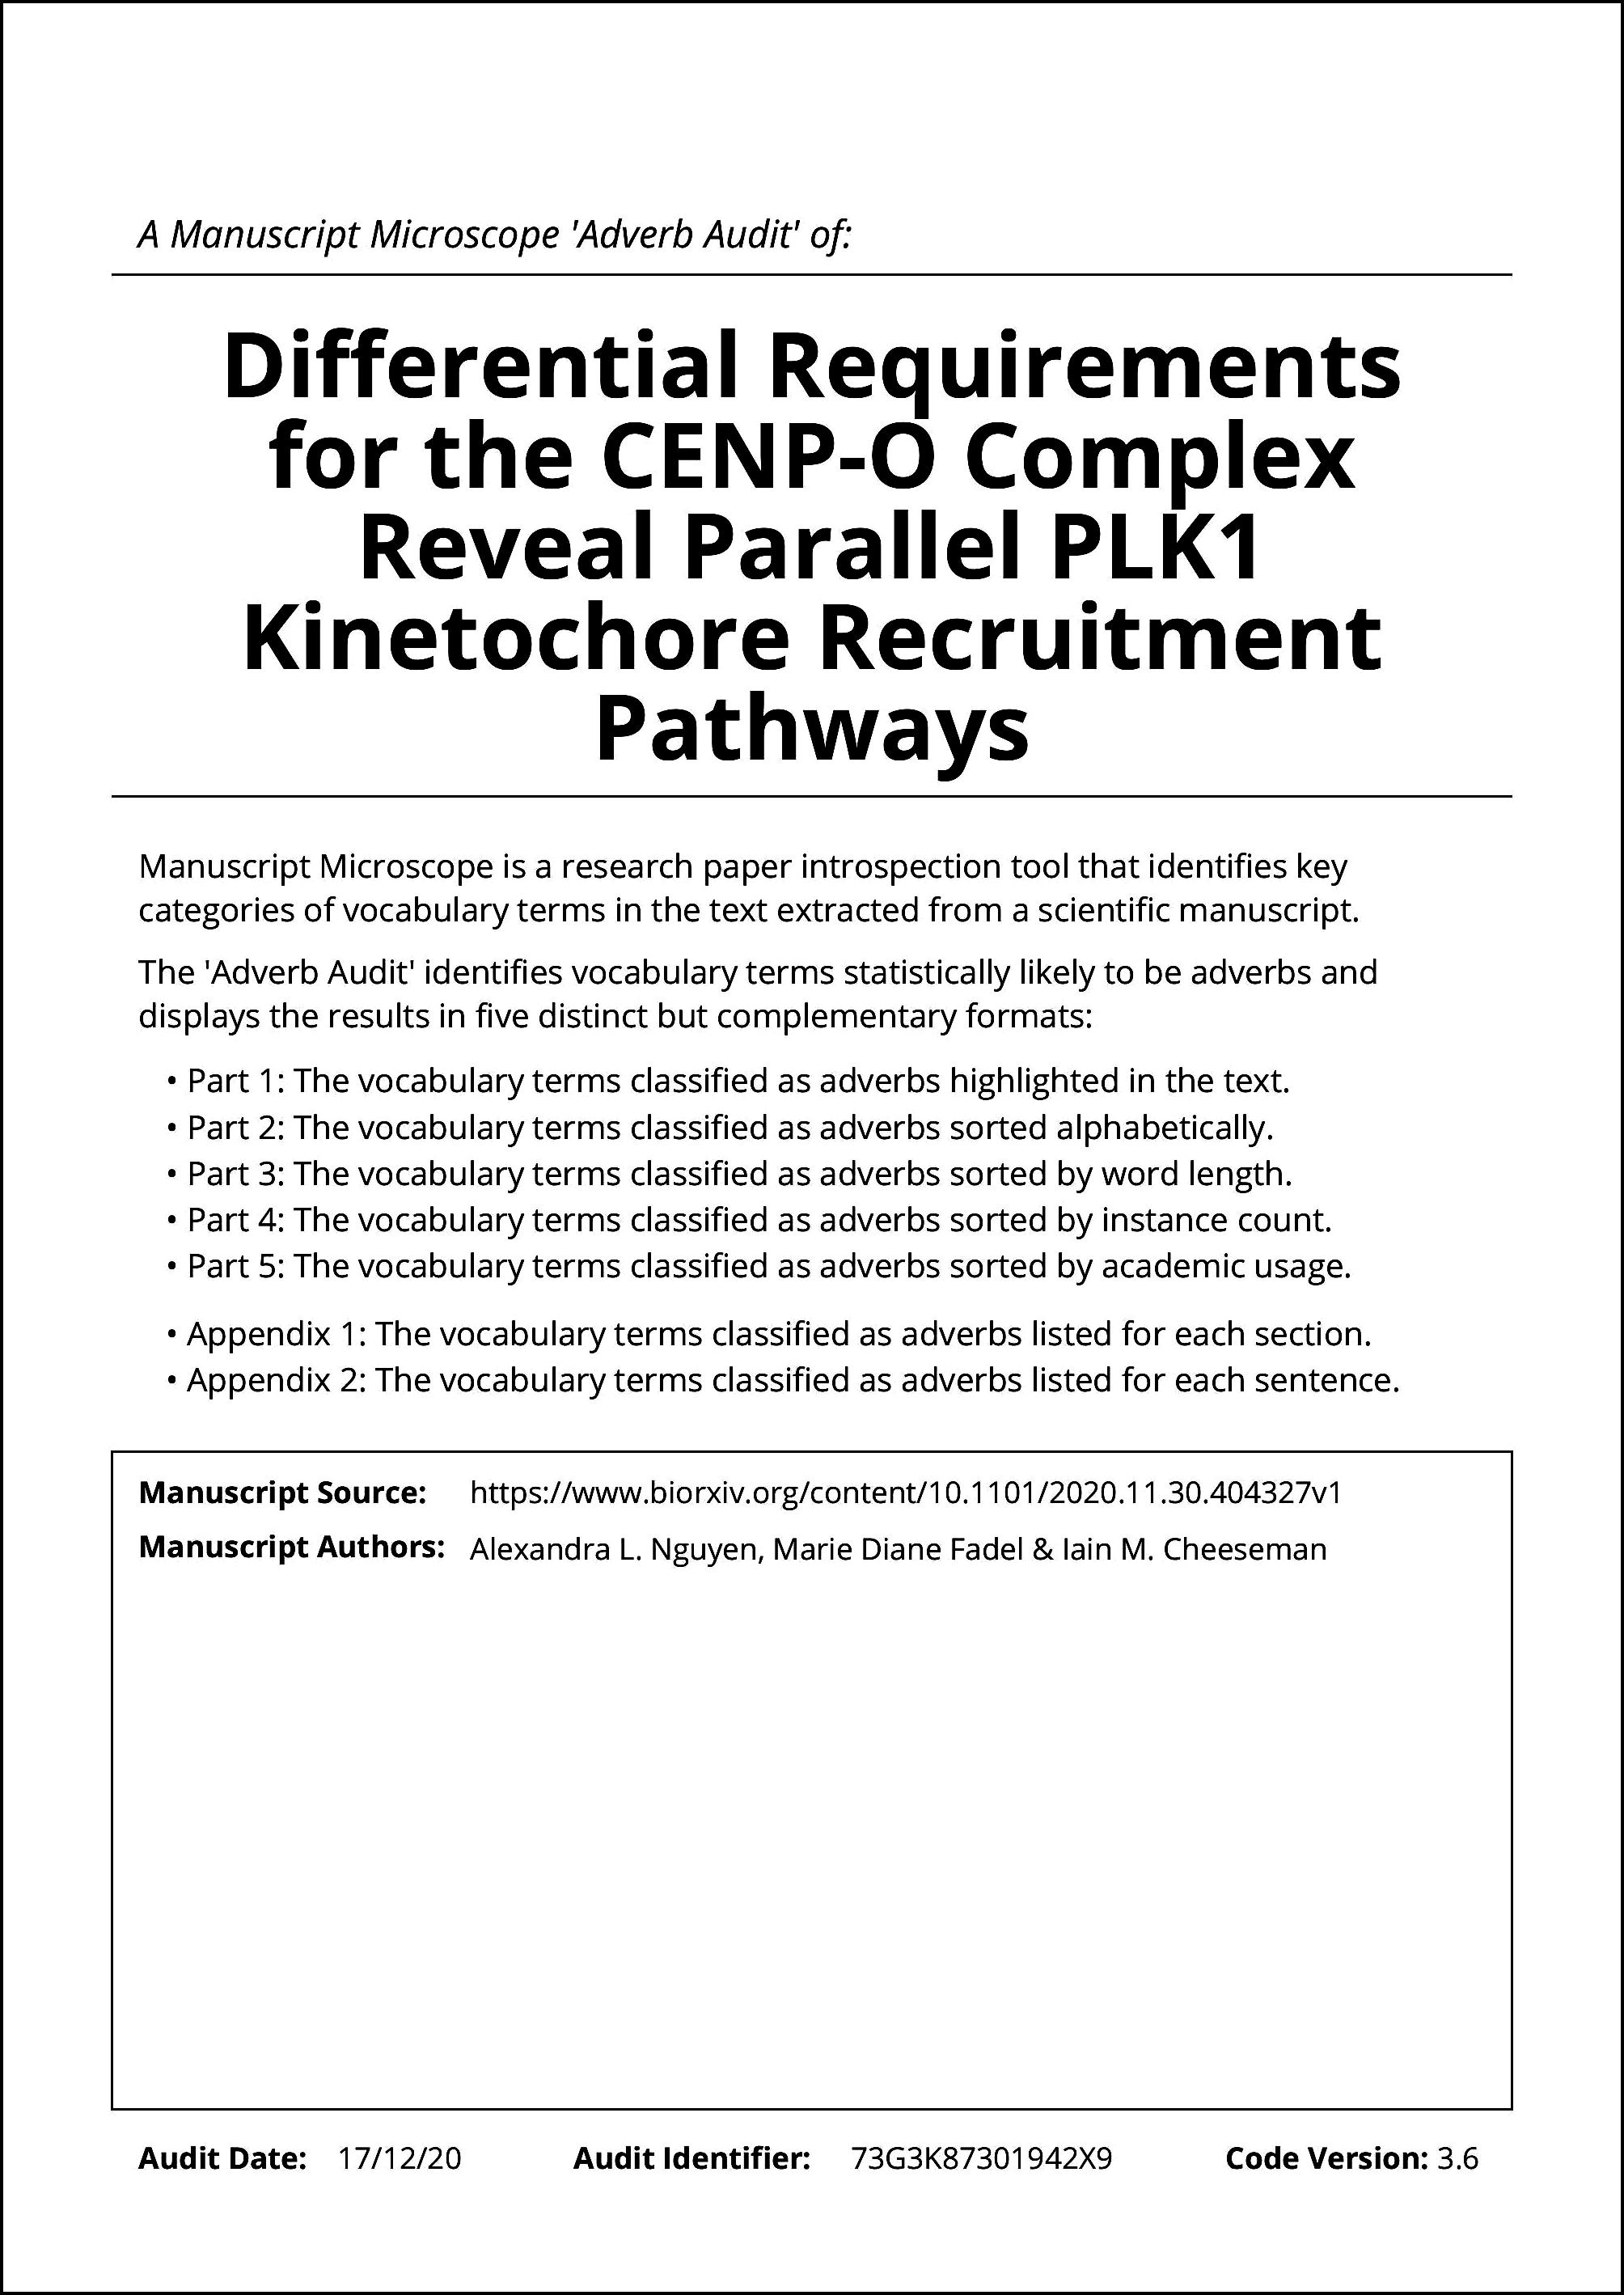 A Manuscript Microscope 'Adverb Audit' of:
Differential Requirements
for the CENP-O Complex
Reveal Parallel PLK1
Kinetochore Recruitment
Pathways
Manuscript Microscope is a research paper introspection tool that identifies key
categories of vocabulary terms in the text extracted from a scientific manuscript.
The 'Adverb Audit' identifies vocabulary terms statistically likely to be adverbs and
displays the results in five distinct but complementary formats:
• Part 1: The vocabulary terms classified as adverbs highlighted in the text.
• Part 2: The vocabulary terms classified as adverbs sorted alphabetically.
• Part 3: The vocabulary terms classified as adverbs sorted by word length.
• Part 4: The vocabulary terms classified as adverbs sorted by instance count.
• Part 5: The vocabulary terms classified as adverbs sorted by academic usage.
• Appendix 1: The vocabulary terms classified as adverbs listed for each section.
• Appendix 2: The vocabulary terms classified as adverbs listed for each sentence.
Manuscript Source: https://www.biorxiv.org/content/10.1101/2020.11.30.404327v1
Manuscript Authors: Alexandra L. Nguyen, Marie Diane Fadel & Iain M. Cheeseman
Audit Date: 17/12/20 Audit Identifier: 73G3K87301942X9 Code Version: 3.6